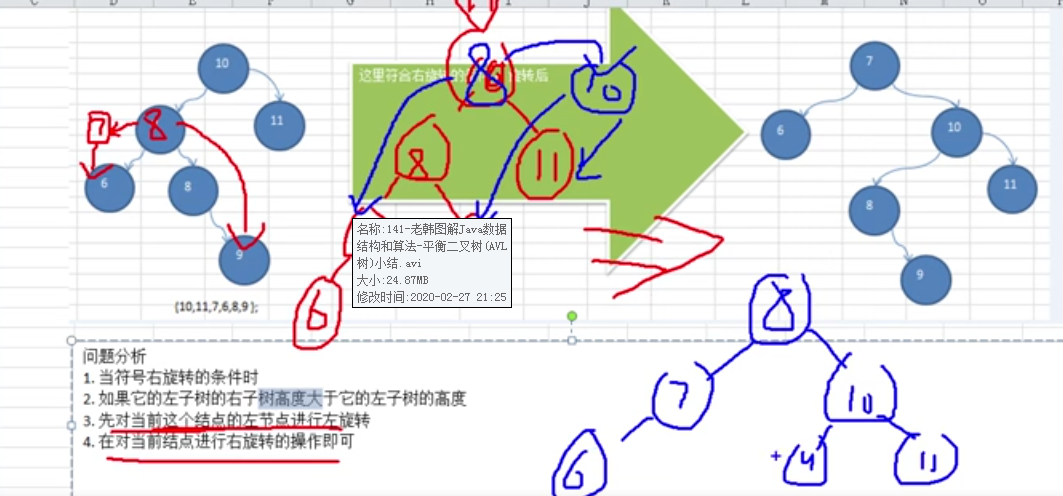 C D E F G H I J K L M N O
10
11
7
8
6
8
9
{10,11,7,6,8,9 };
这里符合右旋转的
旋转后
8
10
8
11
6
名称:141-老韩图解Java数据
结构和算法-平衡二叉树(AVL
树)小结.avi
大小:24.87MB
修改时间:2020-02-27 21:25
7
6
10
8
11
9
问题分析
1. 当符号右旋转的条件时
2. 如果它的左子树的右子树高度大于它的左子树的高度
3. 先对当前这个结点的左节点进行左旋转
4. 在对当前结点进行右旋转的操作即可
8
7
10
6
11